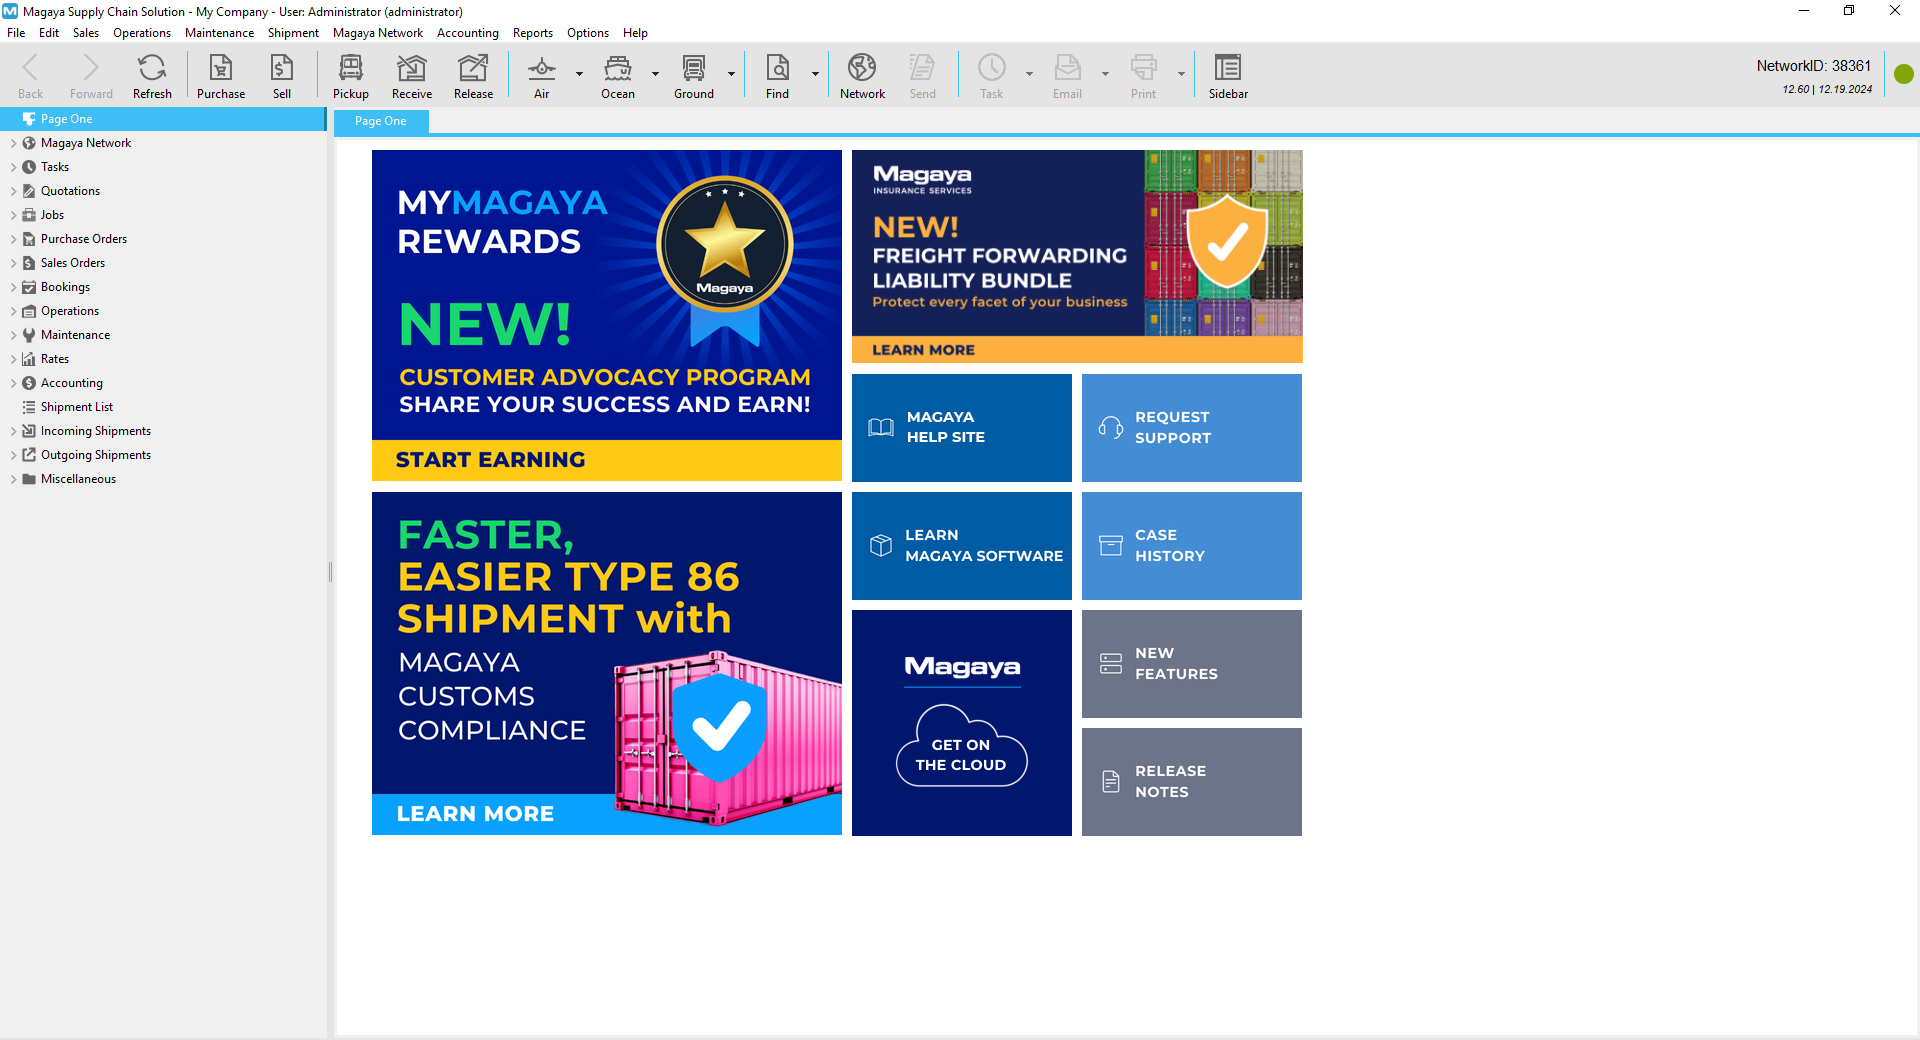 Magaya Supply Chain Solution - My Company - User: Administrator (administrator)
File Edit Sales Operations Maintenance Shipment Magaya Network Accounting Reports Options Help
Back Forward Refresh Purchase Sell Pickup Receive Release Air Ocean Ground Find Network Send Task Email Print Sidebar
NetworkID: 38361
12.60 | 12.19.2024
Page One
Magaya Network
Tasks
Quotations
Jobs
Purchase Orders
Sales Orders
Bookings
Operations
Maintenance
Rates
Accounting
Shipment List
Incoming Shipments
Outgoing Shipments
Miscellaneous
Page One
MYMAGAYA
REWARDS
Magaya
NEW!
CUSTOMER ADVOCACY PROGRAM
SHARE YOUR SUCCESS AND EARN!
START EARNING
Magaya
INSURANCE SERVICES
NEW!
FREIGHT FORWARDING
LIABILITY BUNDLE
Protect every facet of your business
LEARN MORE
MAGAYA
HELP SITE
REQUEST
SUPPORT
FASTER,
EASIER TYPE 86
SHIPMENT with
MAGAYA
CUSTOMS
COMPLIANCE
LEARN MORE
LEARN
MAGAYA SOFTWARE
CASE
HISTORY
Magaya
GET ON
THE CLOUD
NEW
FEATURES
RELEASE
NOTES